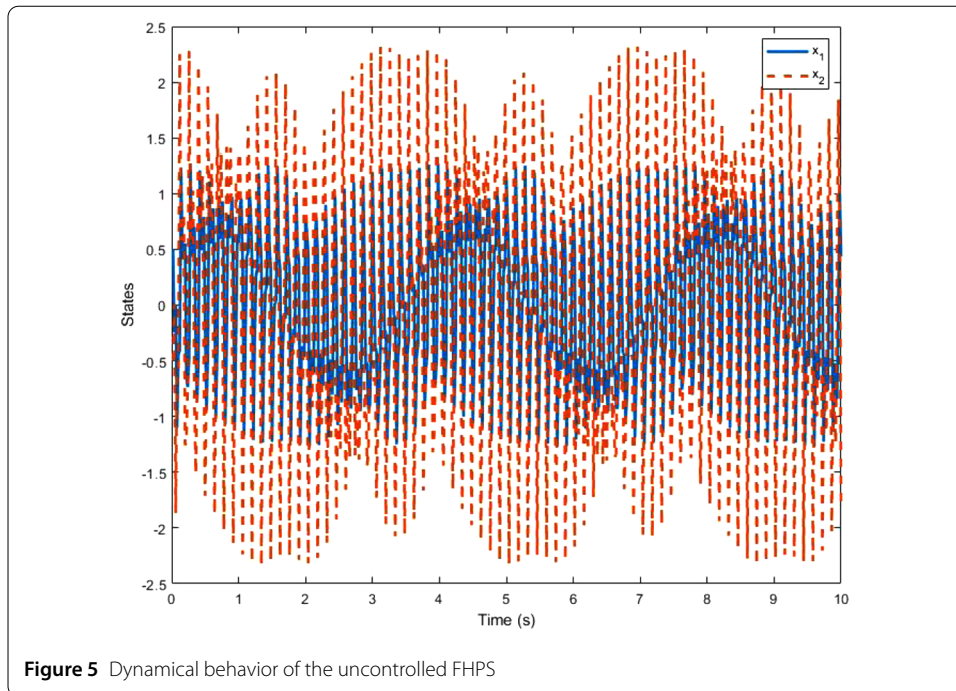 2.5
2
1.5
1
0.5
0
-0.5
-1
-1.5
-2
-2.5
States
x1
x2
0 1 2 3 4 5 6 7 8 9 10
Time (s)
Figure 5 Dynamical behavior of the uncontrolled FHPS